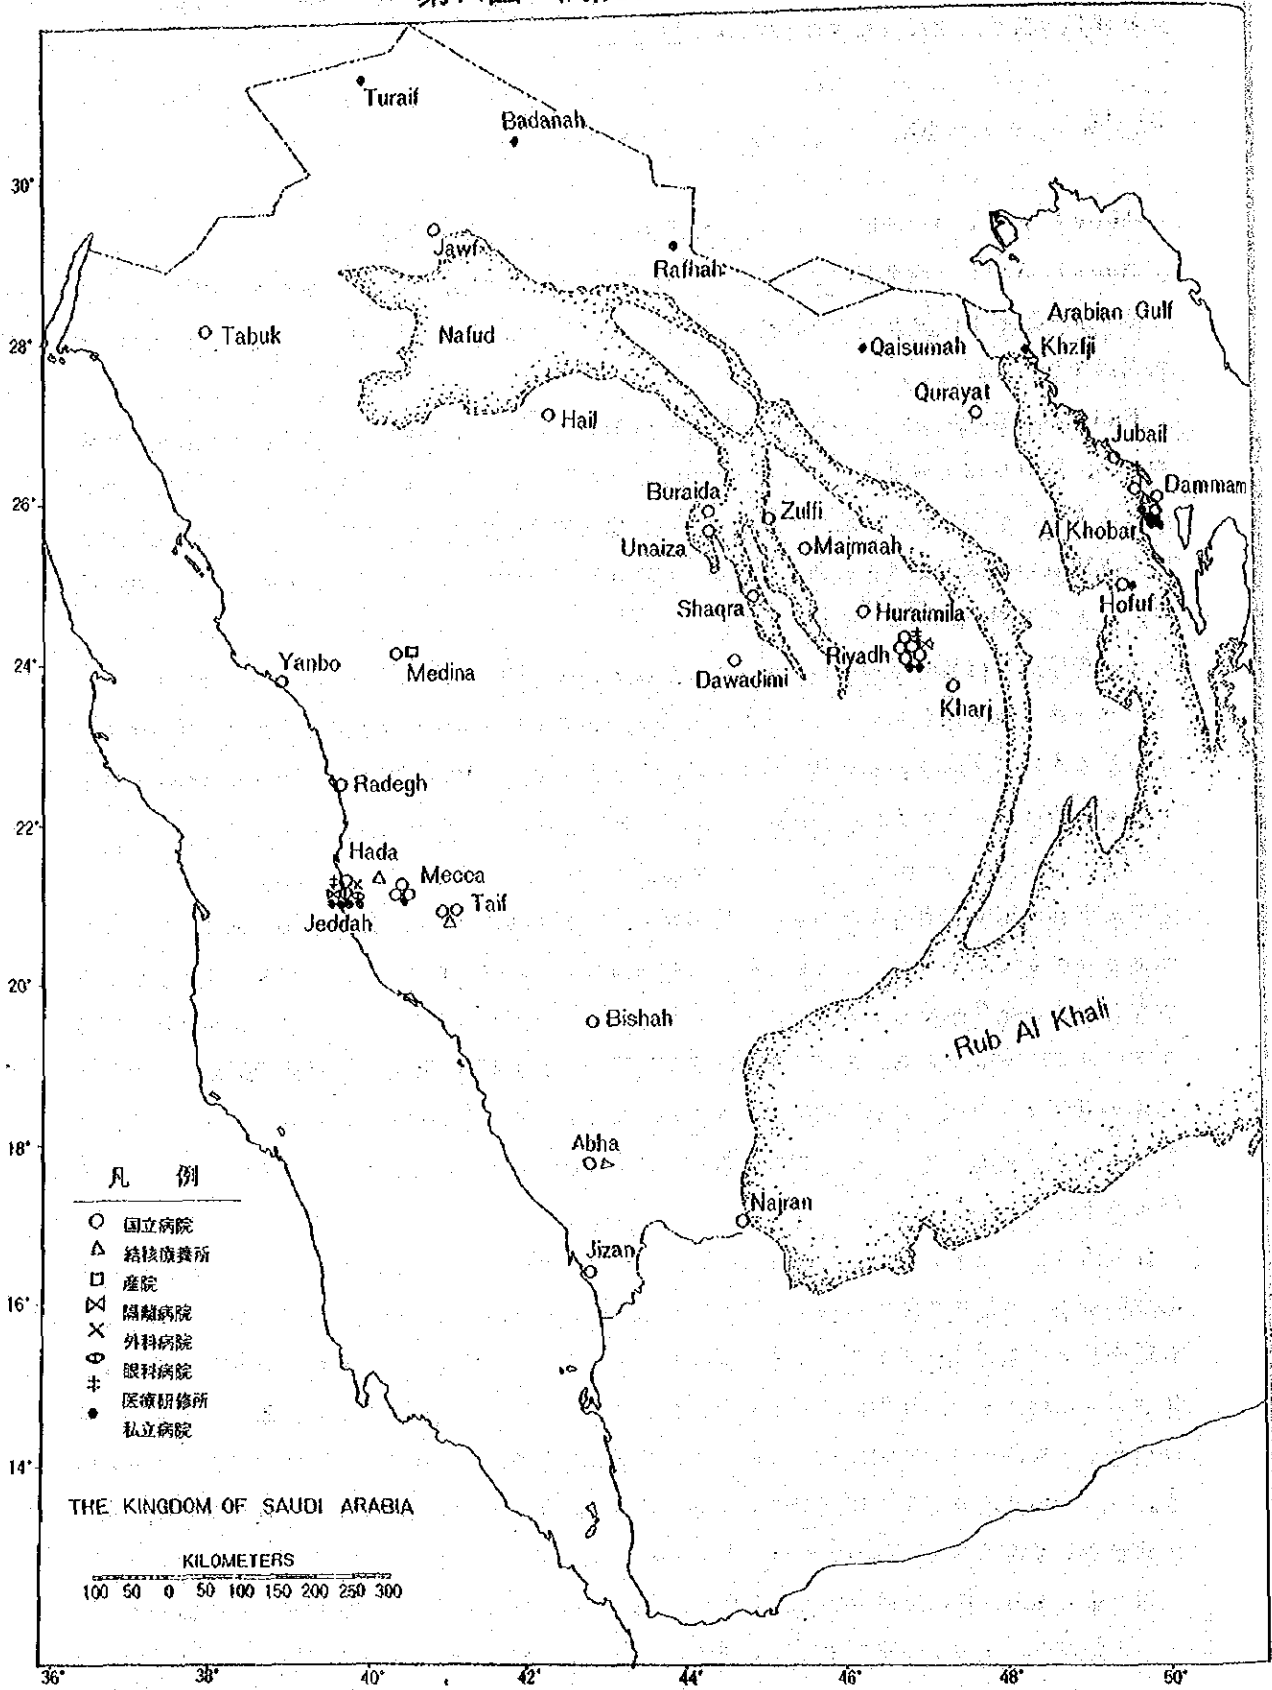 Turaif
Badanah
30°
Jawf
Rafhah
Arabian Gulf
Tabuk
Nafud
28°
Qaisumah
Khzfji
Qurayat
Hail
Jubail
Buraida
Zulfi
Dammam
26°
Unaiza
Majmaah
Al Khobar
Shaqra
Huraimila
Hofuf
Yanbo
Medina
Riyadh
24°
Dawadimi
Kharj
Radegh
22°
Hada
Mecca
Taif
Jeddah
20°
Bishah
Rub Al Khali
18°
Abha
凡 例
Najran
国立病院
結核療養所
Jizan
産院
16°
隔離病院
外科病院
眼科病院
医療研修所
私立病院
14°
THE KINGDOM OF SAUDI ARABIA
KILOMETERS
100 50 0 50 100 150 200 250 300
36° 38° 40° 42° 44° 46° 48° 50°